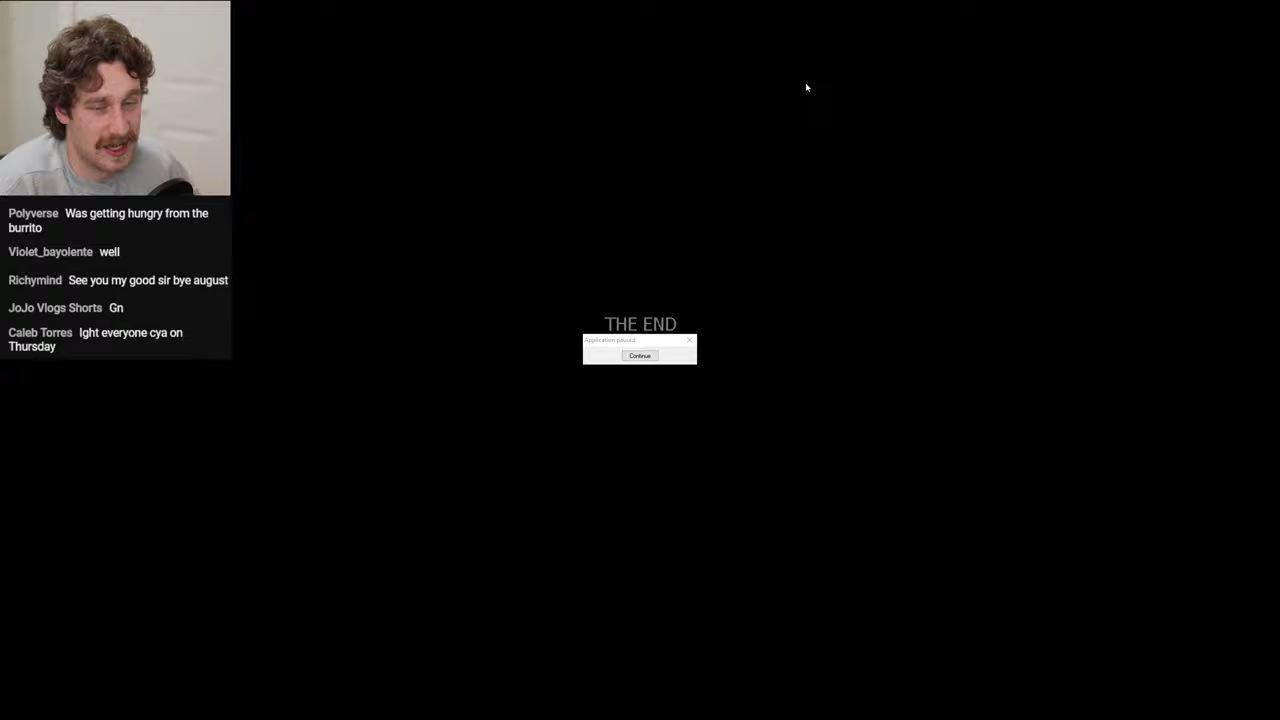 Polyverse Was getting hungry from the
burrito
Violet_bayolente well
Richymind See you my good sir bye august
JoJo Vlogs Shorts Gn
Caleb Torres Ight everyone cya on
Thursday
THE END
Application paused
Continue